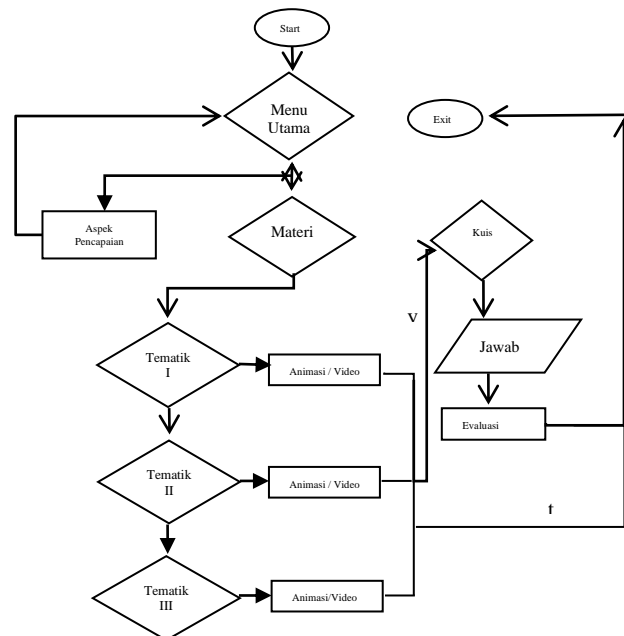 Start
Menu
Utama
Exit
Aspek
Pencapaian
Materi
Kuis
v
Jawab
Tematik
I
Animasi / Video
Evaluasi
Tematik
II
Animasi / Video
t
Tematik
III
Animasi/Video